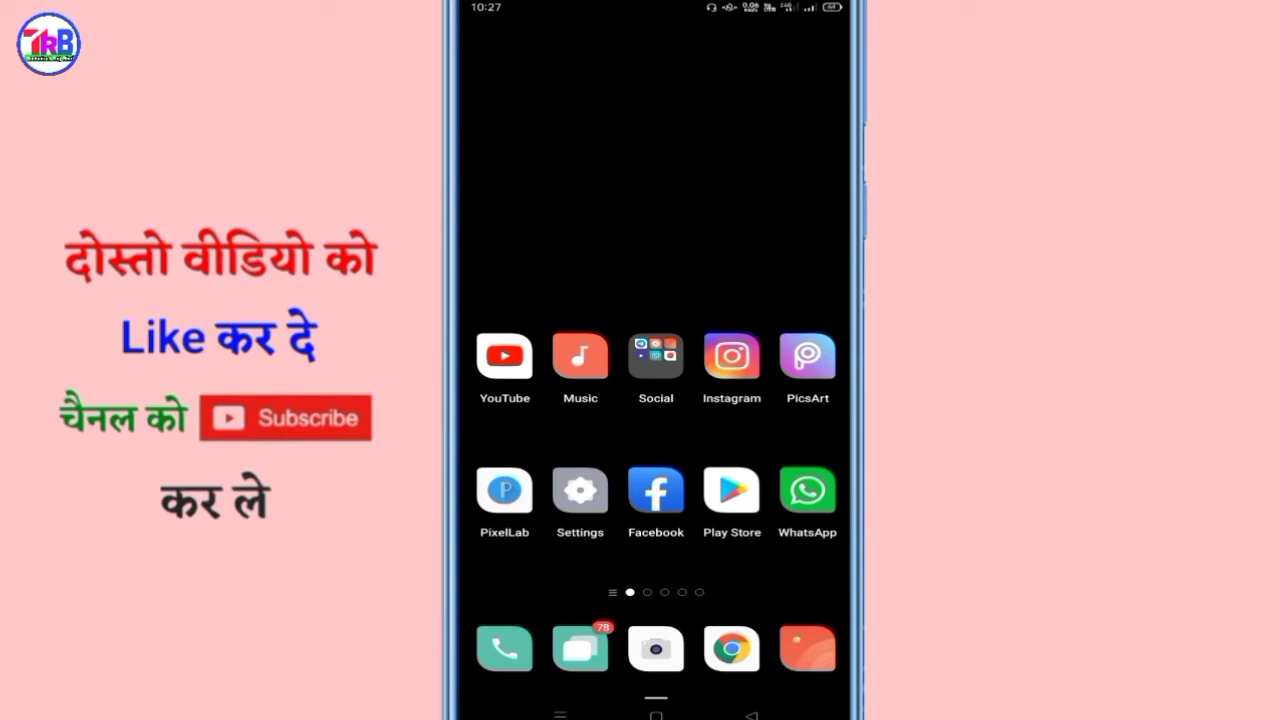 10:27
TRB
दोस्तो वीडियो को
Like कर दे
चैनल को Subscribe
कर ले
YouTube Music Social Instagram PicsArt
PixelLab Settings Facebook Play Store WhatsApp
78